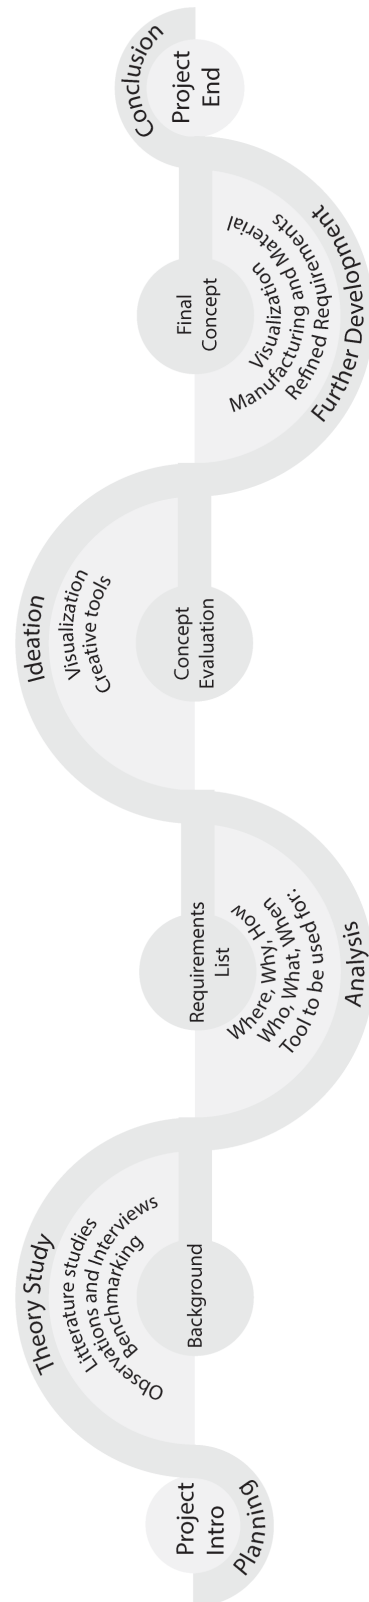 Project
Intro
Planning
Theory Study
Litterature studies
Observations and Interviews
Benchmarking
Background
Requirements
List
Where, Why, How
Who, What, When
Tool to be used for:
Analysis
Ideation
Visualization
Creative tools
Concept
Evaluation
Final
Concept
Visualization
Manufacturing and Material
Refined Requirements
Further Development
Conclusion
Project
End